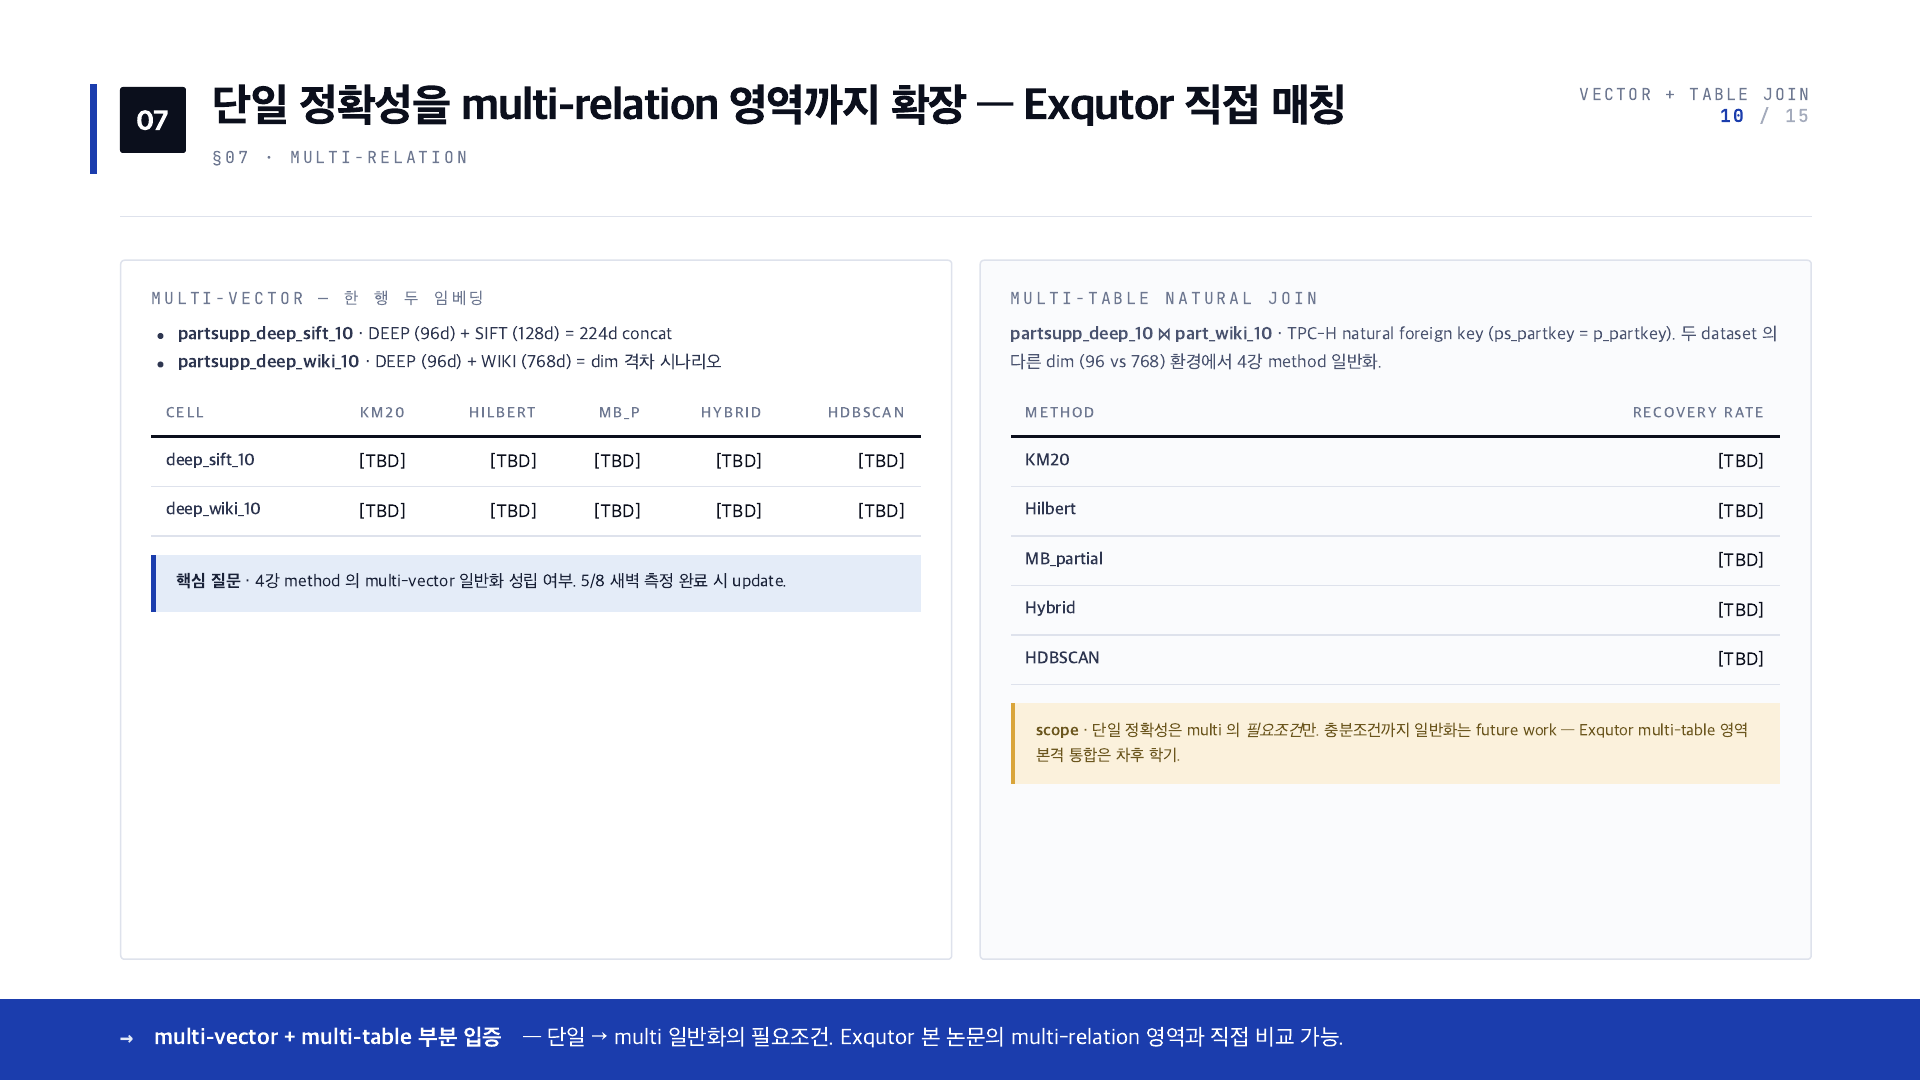 07
단일 정확성을 multi-relation 영역까지 확장 — Exqutor 직접 매칭
§07 · MULTI-RELATION
VECTOR + TABLE JOIN
10 / 15
MULTI-VECTOR — 한 행 두 임베딩
• partsupp_deep_sift_10 · DEEP (96d) + SIFT (128d) = 224d concat
• partsupp_deep_wiki_10 · DEEP (96d) + WIKI (768d) = dim 격차 시나리오
CELL KM20 HILBERT MB_P HYBRID HDBSCAN
deep_sift_10 [TBD] [TBD] [TBD] [TBD] [TBD]
deep_wiki_10 [TBD] [TBD] [TBD] [TBD] [TBD]
핵심 질문 · 4강 method 의 multi-vector 일반화 성립 여부. 5/8 새벽 측정 완료 시 update.
MULTI-TABLE NATURAL JOIN
partsupp_deep_10 ⋈ part_wiki_10 · TPC-H natural foreign key (ps_partkey = p_partkey). 두 dataset 의
다른 dim (96 vs 768) 환경에서 4강 method 일반화.
METHOD RECOVERY RATE
KM20 [TBD]
Hilbert [TBD]
MB_partial [TBD]
Hybrid [TBD]
HDBSCAN [TBD]
scope · 단일 정확성은 multi 의 필요조건만. 충분조건까지 일반화는 future work — Exqutor multi-table 영역
본격 통합은 차후 학기.
→ multi-vector + multi-table 부분 입증 — 단일 → multi 일반화의 필요조건. Exqutor 본 논문의 multi-relation 영역과 직접 비교 가능.